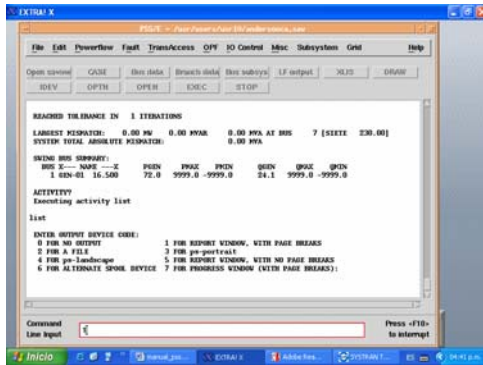 EXTRA! X
File Edit Powerflow Fault TransAccess OPF IO Control Misc Subsystem Grid Help
CASE Bus data Branch data Bus subsys LF output XLIS DRAW
IDEV OPTN OPEN EXEC STOP
REACHED TOLERANCE IN 1 ITERATIONS
LARGEST MISMATCH: 0.00 MW 0.00 MVAR 0.00 MVA AT BUS 7 [SIETE 230.00]
SYSTEM TOTAL ABSOLUTE MISMATCH: 0.00 MVA
SWING BUS SUMMARY:
BUS X--- NAME ---X PGEN PMAX PMIN QGEN QMAX QMIN
1 GEN-01 16.500 72.0 9999.0 -9999.0 24.1 9999.0 -9999.0
ACTIVITY?
Executing activity list
list
ENTER OUTPUT DEVICE CODE:
0 FOR NO OUTPUT 1 FOR REPORT WINDOW, WITH PAGE BREAKS
2 FOR A FILE 3 FOR ps-portrait
4 FOR ps-landscape 5 FOR REPORT WINDOW, WITH NO PAGE BREAKS
6 FOR ALTERNATE SPOOL DEVICE 7 FOR PROGRESS WINDOW (WITH PAGE BREAKS):
Command
Line Input
Press <F10>
to interrupt
Inicio manual_pss... EXTRA! X Adobe Rea... SYSTRAN T... ES 04:41 p.m.